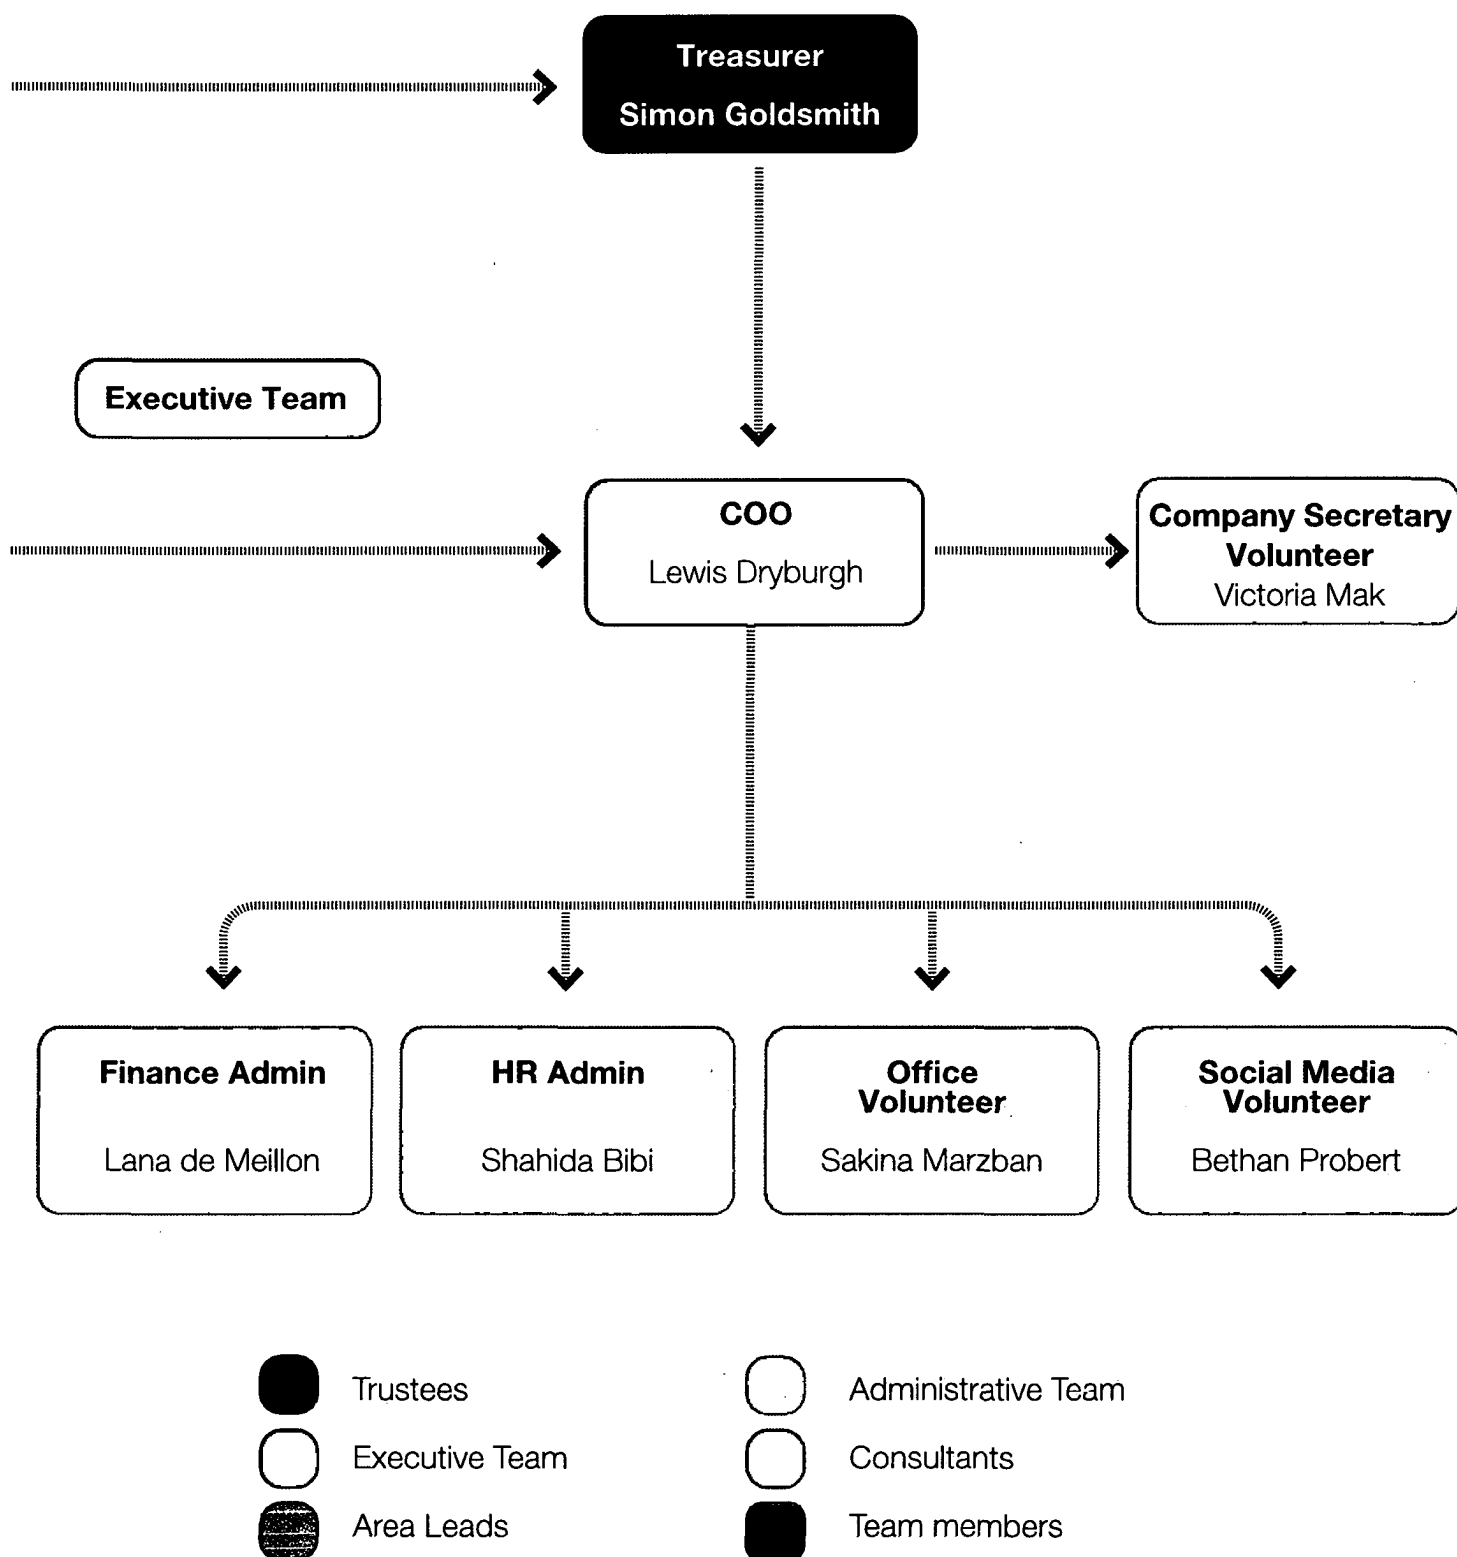 Treasurer
Simon Goldsmith
Executive Team
COO
Lewis Dryburgh
Company Secretary
Volunteer
Victoria Mak
Finance Admin
Lana de Meillon
HR Admin
Shahida Bibi
Office
Volunteer
Sakina Marzban
Social Media
Volunteer
Bethan Probert
Trustees
Executive Team
Area Leads
Administrative Team
Consultants
Team members